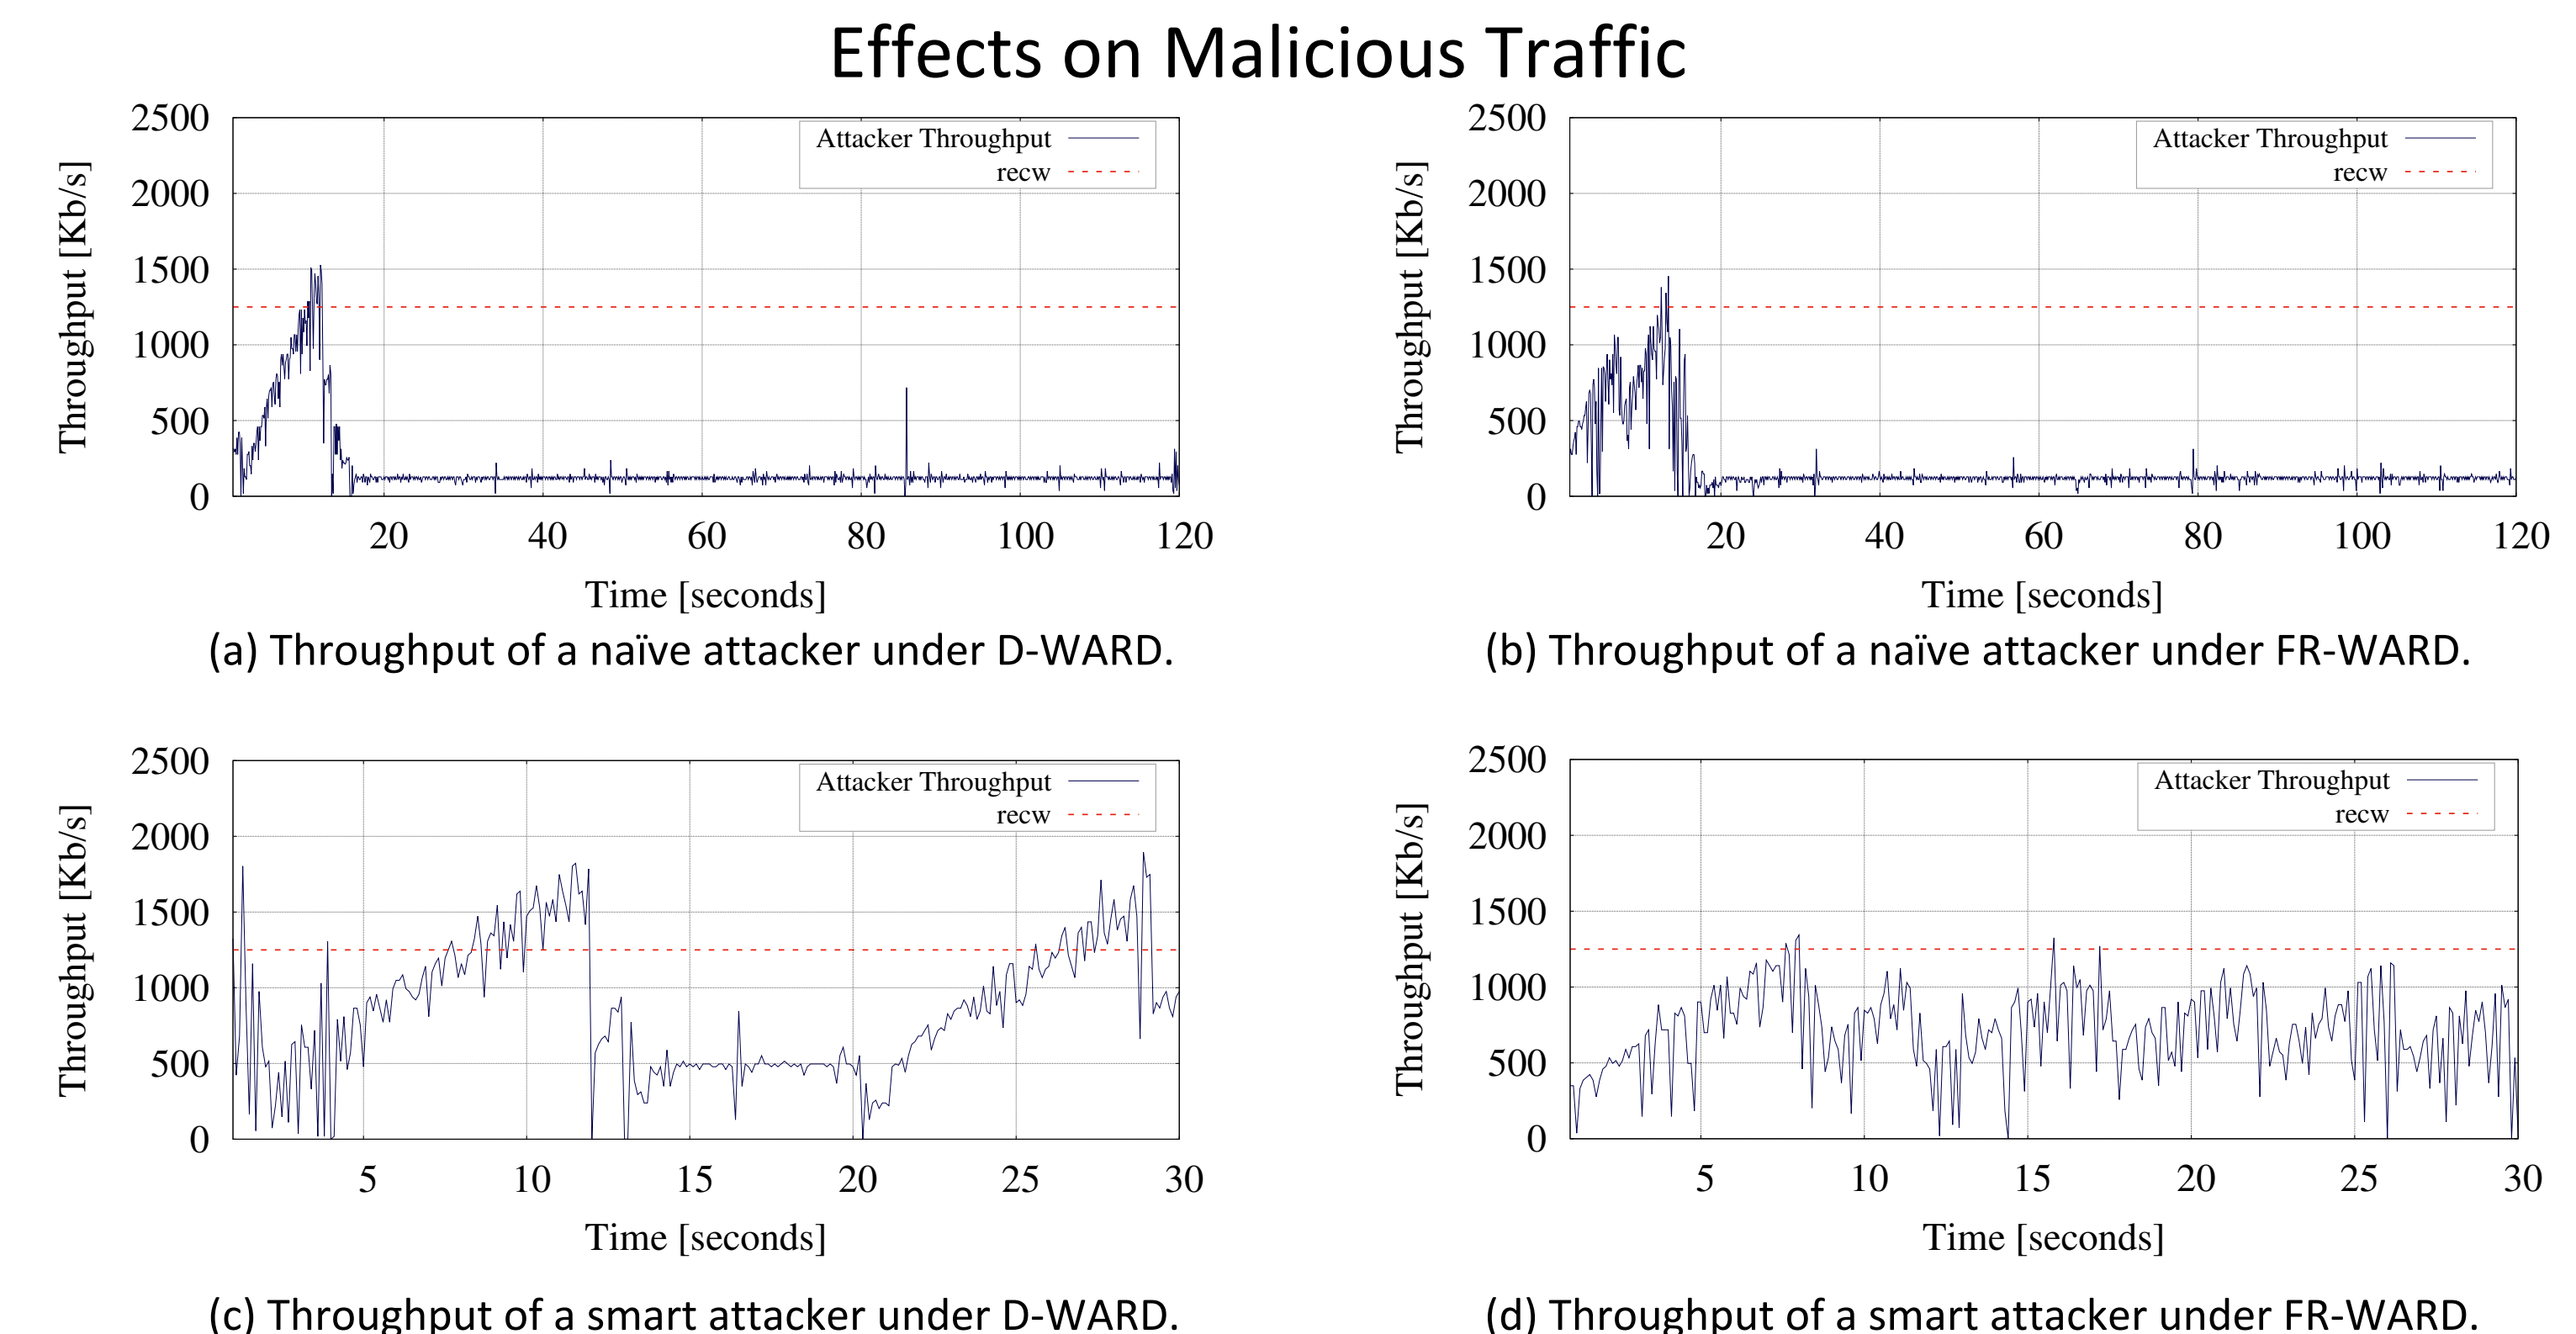 Effects on Malicious Traffic
2500
2000
1500
1000
500
0
Throughput [Kb/s]
Attacker Throughput
recw
20 40 60 80 100 120
Time [seconds]
(a) Throughput of a naïve attacker under D-WARD.
2500
2000
1500
1000
500
0
Throughput [Kb/s]
Attacker Throughput
recw
20 40 60 80 100 120
Time [seconds]
(b) Throughput of a naïve attacker under FR-WARD.
2500
2000
1500
1000
500
0
Throughput [Kb/s]
Attacker Throughput
recw
5 10 15 20 25 30
Time [seconds]
(c) Throughput of a smart attacker under D-WARD.
2500
2000
1500
1000
500
0
Throughput [Kb/s]
Attacker Throughput
recw
5 10 15 20 25 30
Time [seconds]
(d) Throughput of a smart attacker under FR-WARD.